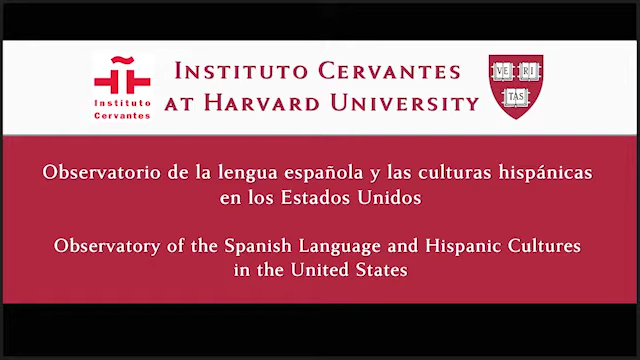 Instituto
Cervantes
INSTITUTO CERVANTES
AT HARVARD UNIVERSITY
VE RI
TAS
Observatorio de la lengua española y las culturas hispánicas
en los Estados Unidos
Observatory of the Spanish Language and Hispanic Cultures
in the United States